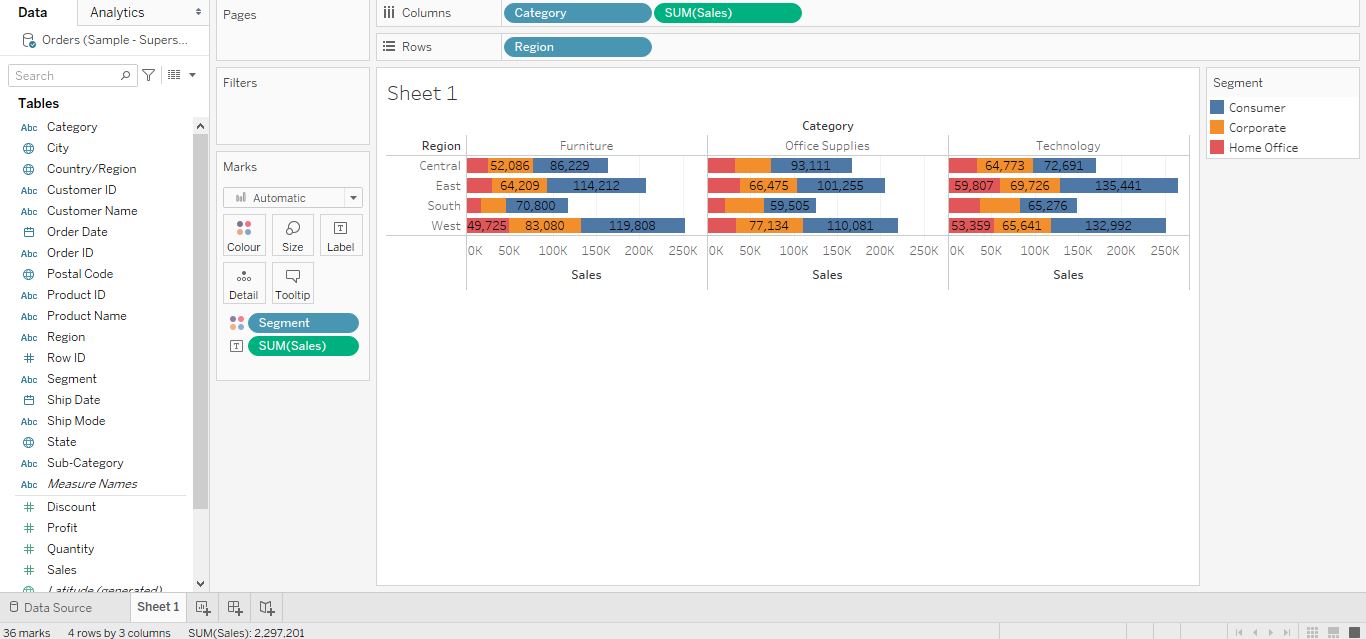 Data
Analytics
Orders (Sample - Supers...
Search
Tables
Abc Category
City
Country/Region
Abc Customer ID
Abc Customer Name
Order Date
Abc Order ID
Postal Code
Abc Product ID
Abc Product Name
Abc Region
Row ID
Abc Segment
Ship Date
Abc Ship Mode
State
Abc Sub-Category
Abc Measure Names
Discount
Profit
Quantity
Sales
Latitude (generated)
Pages
Filters
Marks
Automatic
Colour Size Label
Detail Tooltip
Segment
SUM(Sales)
Columns Category SUM(Sales)
Rows Region
Sheet 1
Category
Region Furniture Office Supplies Technology
Central 52,086 86,229 93,111 64,773 72,691
East 64,209 114,212 66,475 101,255 59,807 69,726 135,441
South 70,800 59,505 65,276
West 49,725 83,080 119,808 77,134 110,081 53,359 65,641 132,992
0K 50K 100K 150K 200K 250K 0K 50K 100K 150K 200K 250K 0K 50K 100K 150K 200K 250K
Sales Sales Sales
Segment
Consumer
Corporate
Home Office
Data Source Sheet 1
36 marks 4 rows by 3 columns SUM(Sales): 2,297,201